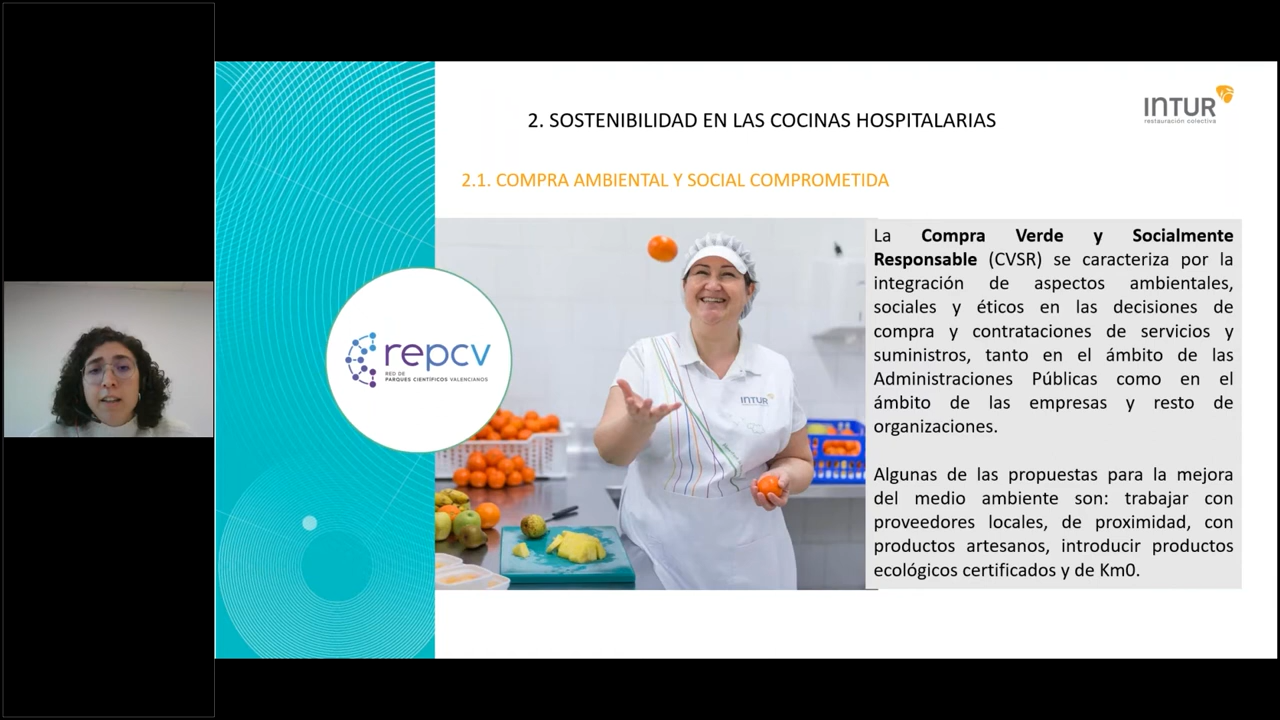 2. SOSTENIBILIDAD EN LAS COCINAS HOSPITALARIAS
INTUR
restauración colectiva
2.1. COMPRA AMBIENTAL Y SOCIAL COMPROMETIDA
La Compra Verde y Socialmente
Responsable (CVSR) se caracteriza por la
integración de aspectos ambientales,
sociales y éticos en las decisiones de
compra y contrataciones de servicios y
suministros, tanto en el ámbito de las
Administraciones Públicas como en el
ámbito de las empresas y resto de
organizaciones.
Algunas de las propuestas para la mejora
del medio ambiente son: trabajar con
proveedores locales, de proximidad, con
productos artesanos, introducir productos
ecológicos certificados y de Km0.
repcv
RED DE
PARQUES CIENTÍFICOS VALENCIANOS
INTUR